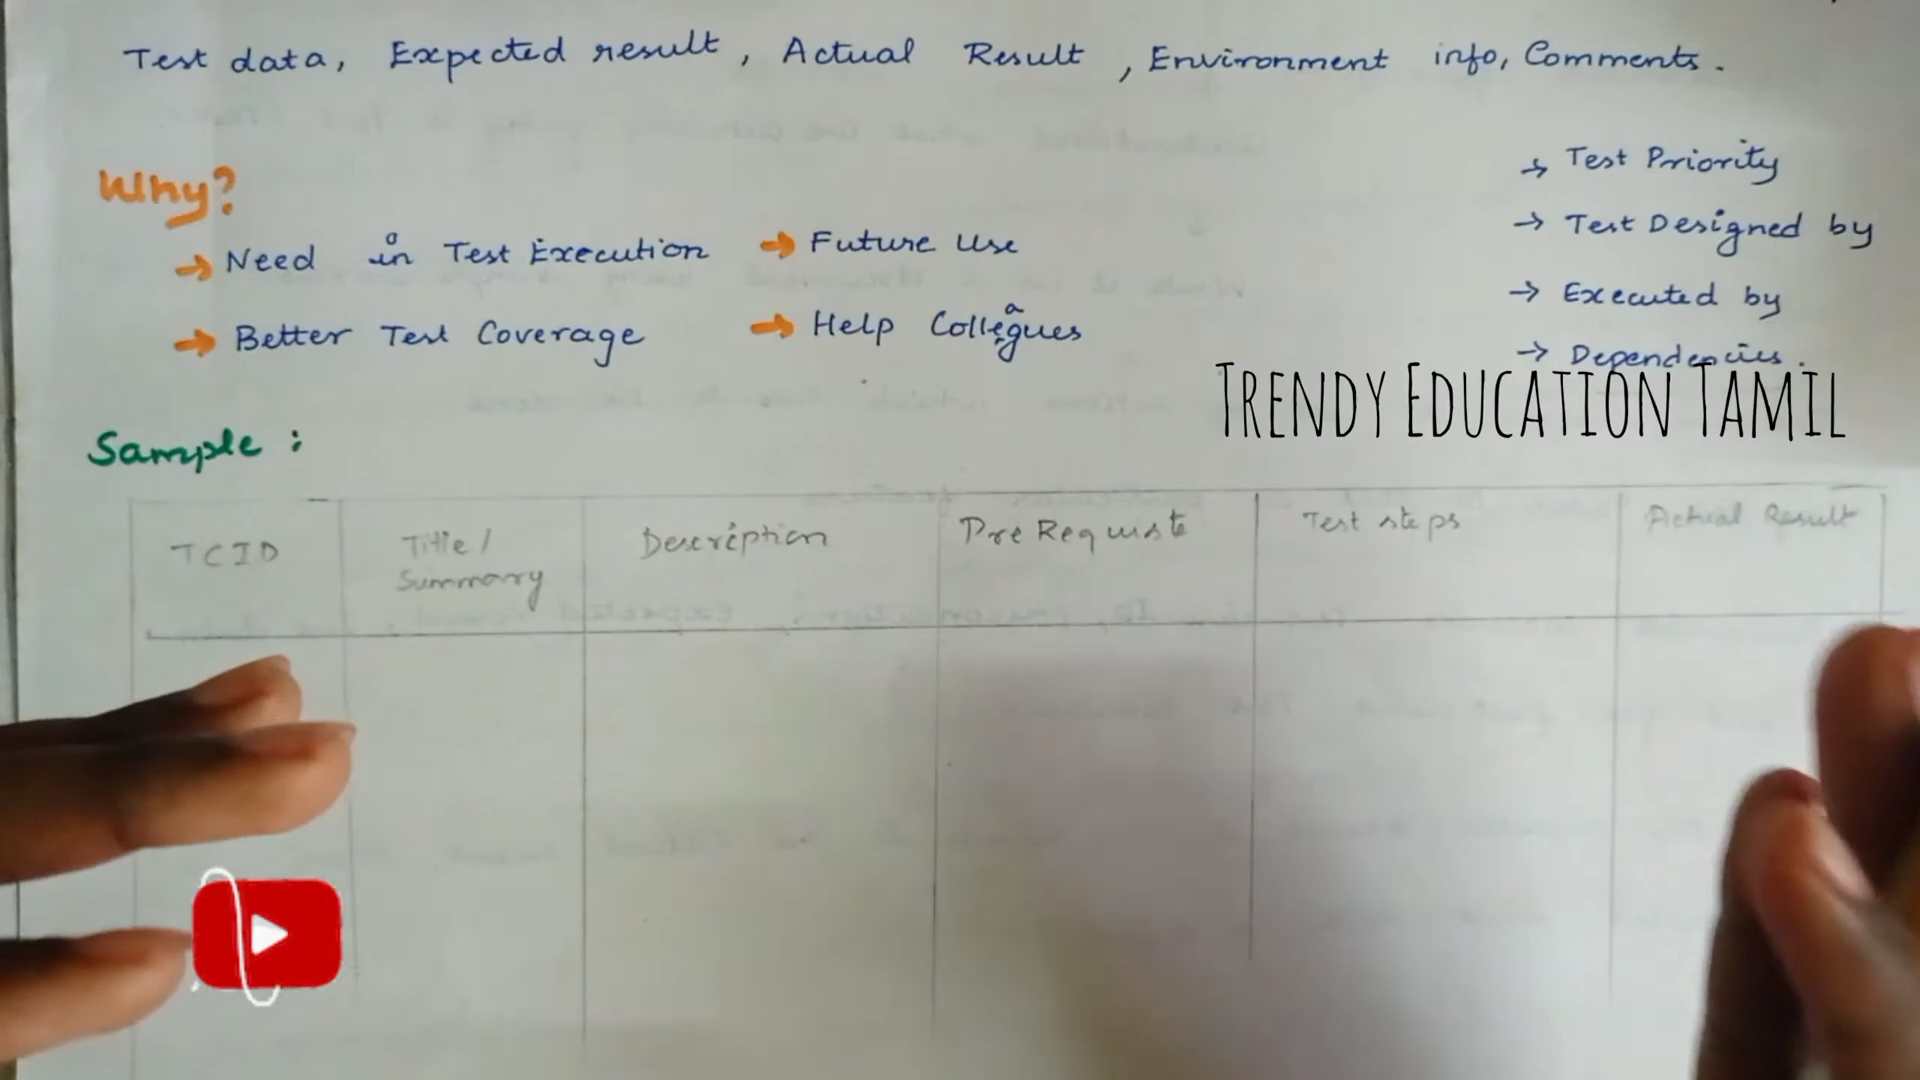 Test data, Expected result, Actual Result, Environment info, Comments.
Why?
→ Need in Test Execution
→ Future Use
→ Better Test Coverage
→ Help Collegagues
→ Test Priority
→ Test Designed by
→ Executed by
→ Dependencies.
TRENDY EDUCATION TAMIL
Sample :
TCID
Title /
Summary
Description
Pre Requiste
Test steps
Actual Result